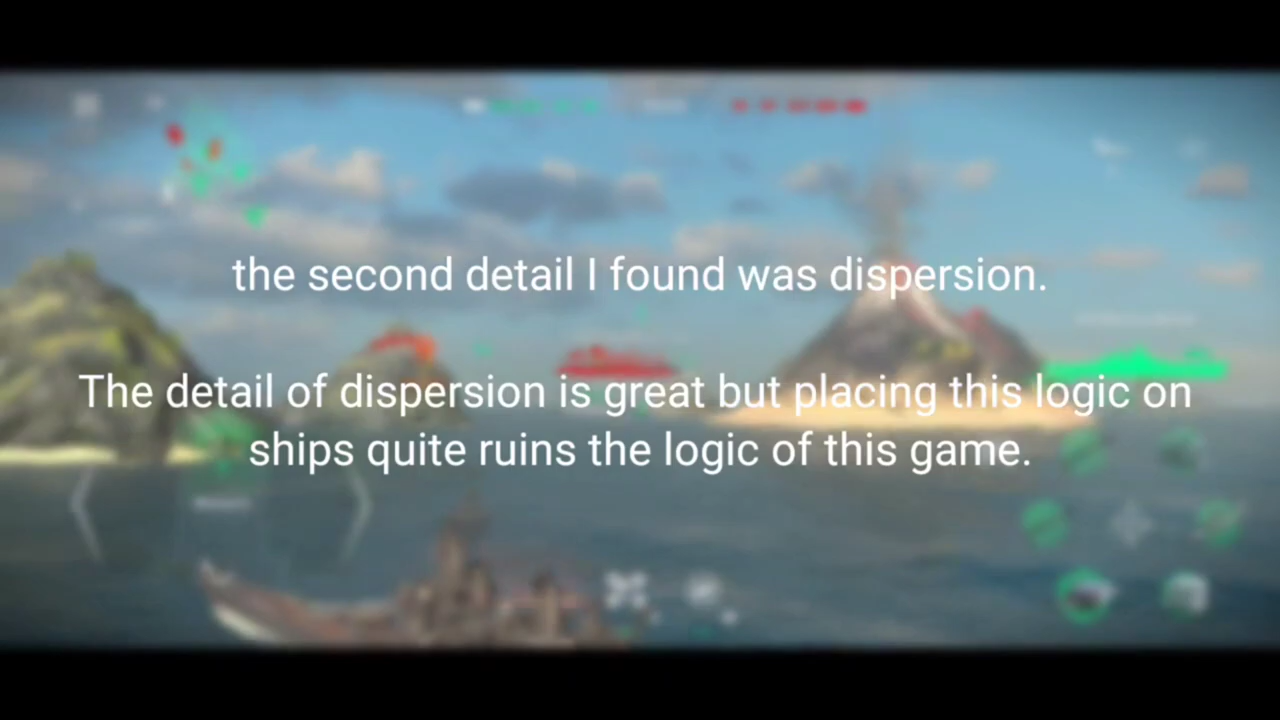 the second detail I found was dispersion.
The detail of dispersion is great but placing this logic on
ships quite ruins the logic of this game.